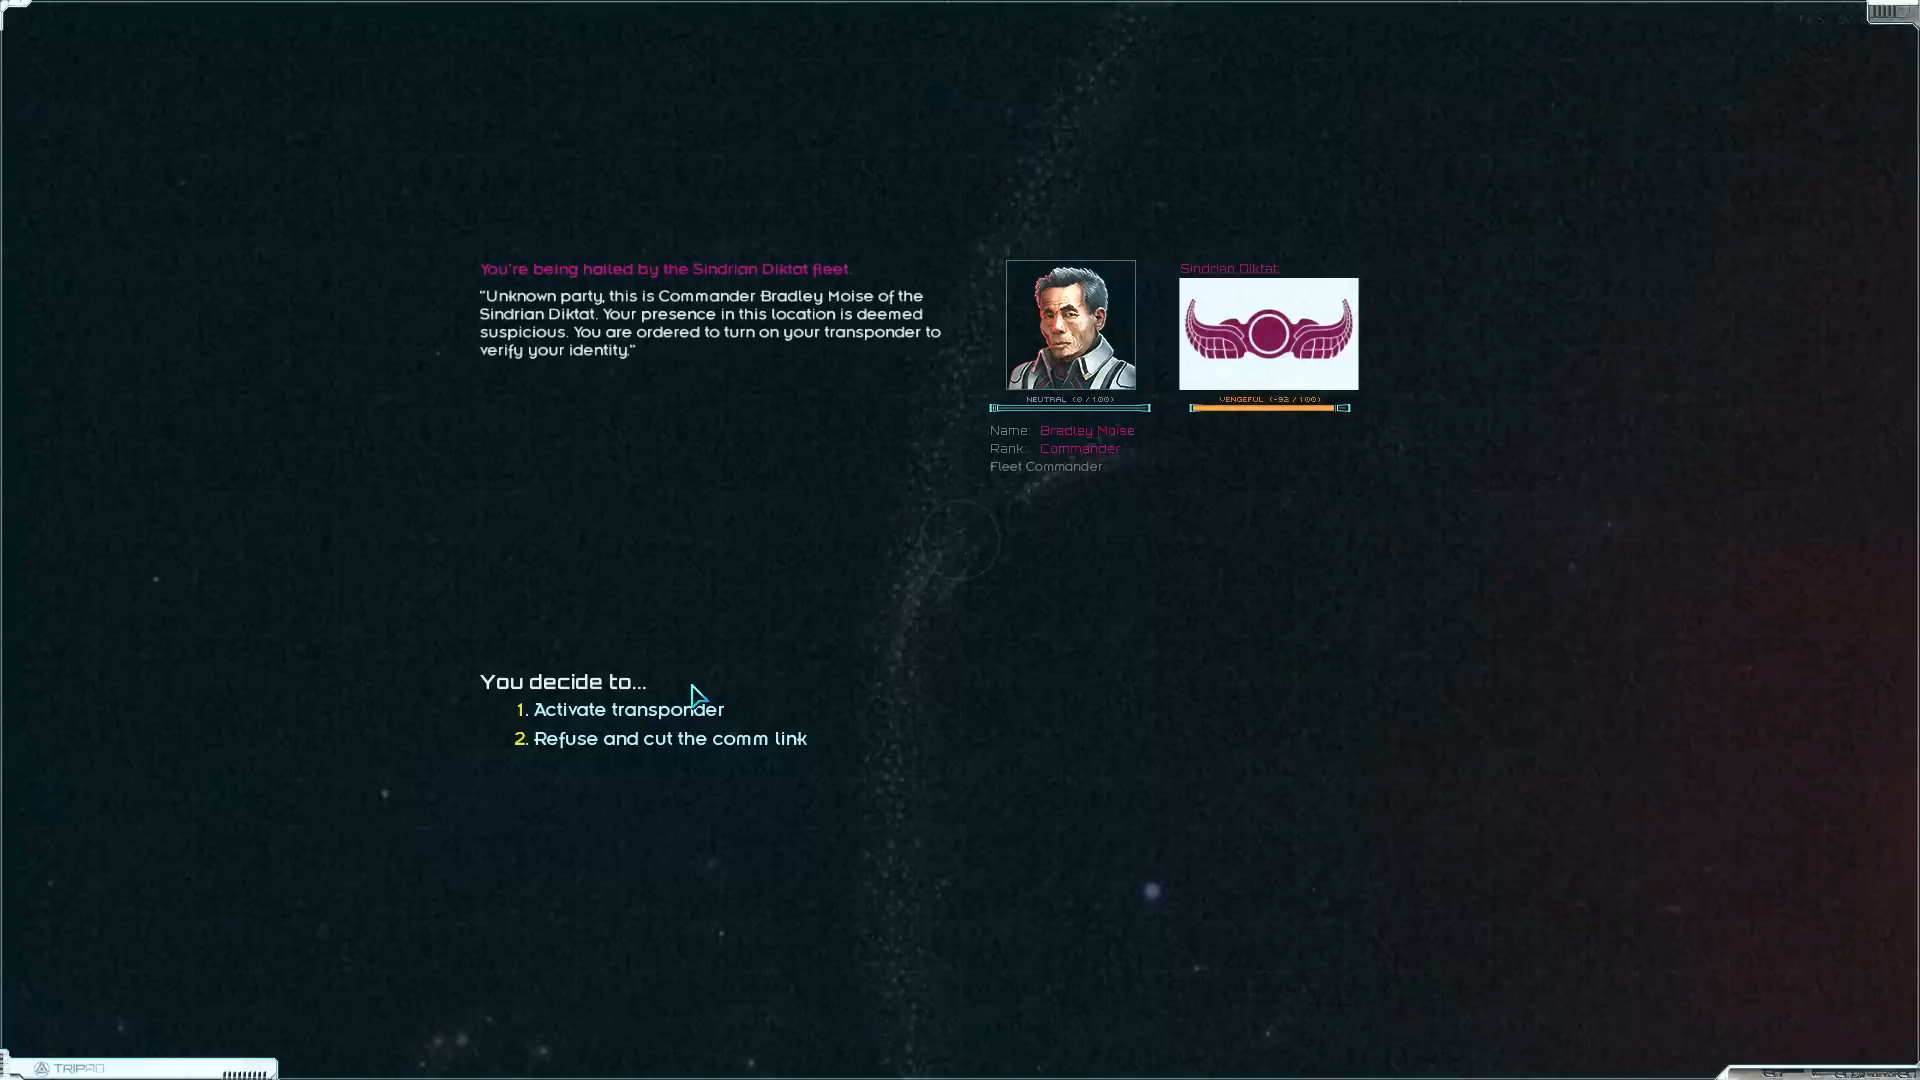 You're being hailed by the Sindrian Diktat fleet.
"Unknown party, this is Commander Bradley Moise of the
Sindrian Diktat. Your presence in this location is deemed
suspicious. You are ordered to turn on your transponder to
verify your identity."
Sindrian Diktat
NEUTRAL (0 / 100)
VENGEFUL (-92 / 100)
Name: Bradley Moise
Rank: Commander
Fleet Commander
You decide to...
1. Activate transponder
2. Refuse and cut the comm link
TRIPAD